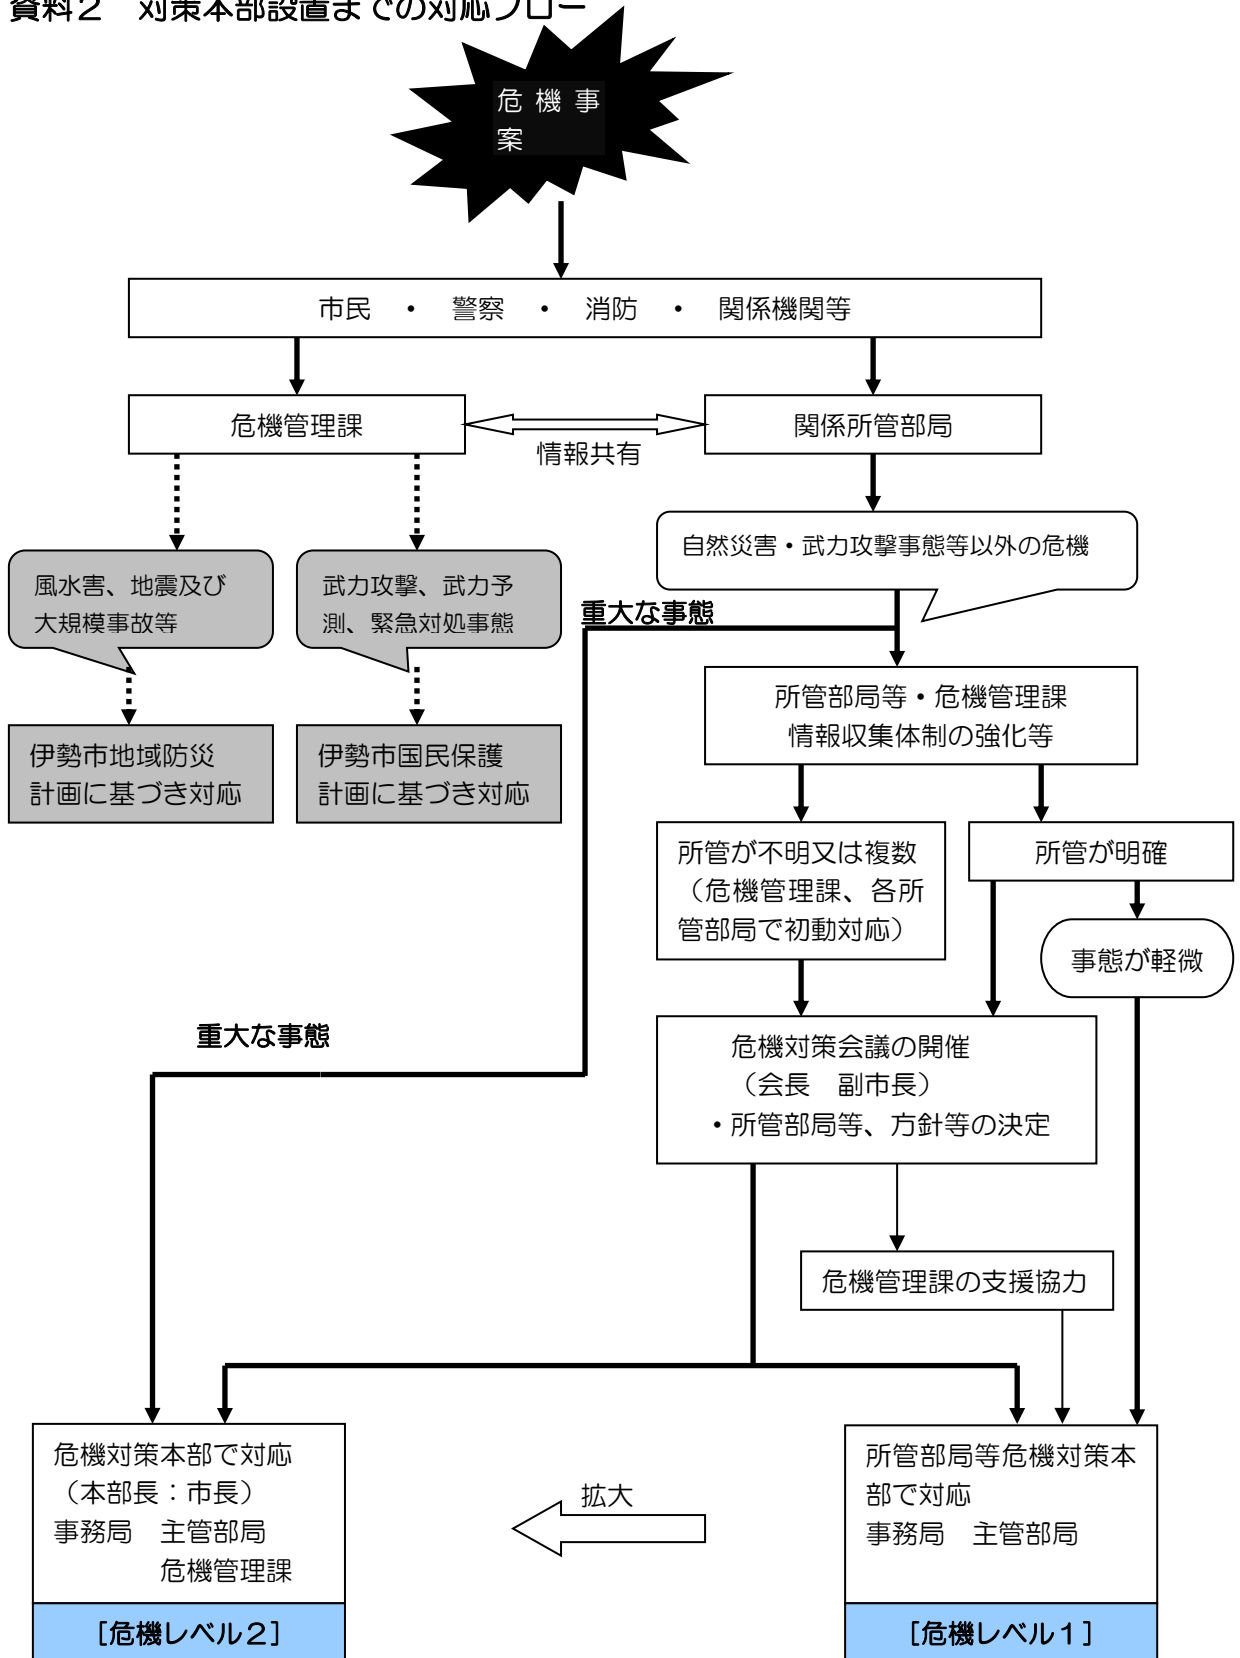 資料２　対策本部設置までの対応フロー
危機事
案
市民　・　警察　・　消防　・　関係機関等
危機管理課
関係所管部局
情報共有
自然災害・武力攻撃事態等以外の危機
風水害、地震及び
大規模事故等
武力攻撃、武力予
測、緊急対処事態
重大な事態
所管部局等・危機管理課
情報収集体制の強化等
伊勢市地域防災
計画に基づき対応
伊勢市国民保護
計画に基づき対応
所管が不明又は複数
（危機管理課、各所
管部局で初動対応）
所管が明確
事態が軽微
重大な事態
危機対策会議の開催
（会長　副市長）
・所管部局等、方針等の決定
危機管理課の支援協力
危機対策本部で対応
（本部長：市長）
事務局　主管部局
危機管理課
［危機レベル２］
拡大
所管部局等危機対策本
部で対応
事務局　主管部局
［危機レベル１］